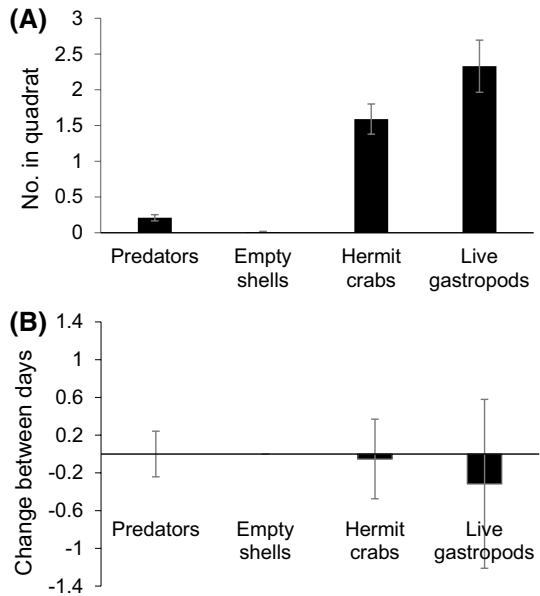 (A)
No. in quadrat
3
2.5
2
1.5
1
0.5
0
Predators
Empty
shells
Hermit
crabs
Live
gastropods
(B)
Change between days
1.4
1
0.6
0.2
-0.2
-0.6
-1
-1.4
Predators
Empty
shells
Hermit
crabs
Live
gastropods